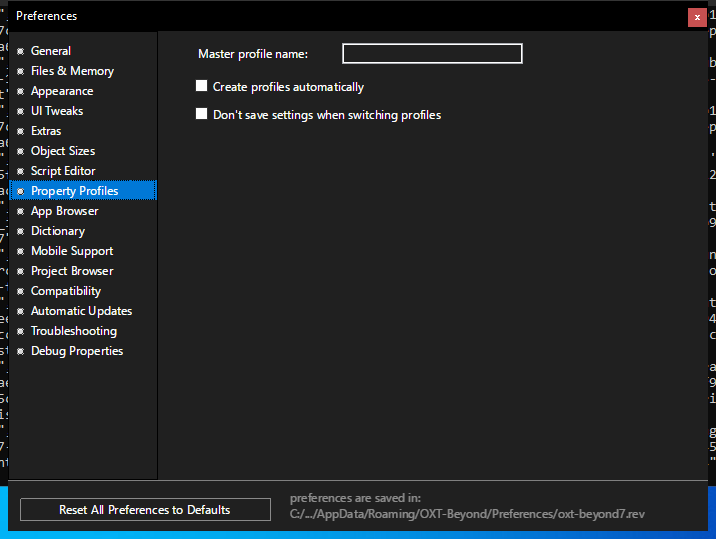 Preferences
x
General
Files & Memory
Appearance
UI Tweaks
Extras
Object Sizes
Script Editor
Property Profiles
App Browser
Dictionary
Mobile Support
Project Browser
Compatibility
Automatic Updates
Troubleshooting
Debug Properties
Master profile name:
Create profiles automatically
Don't save settings when switching profiles
Reset All Preferences to Defaults
preferences are saved in:
C:/.../AppData/Roaming/OXT-Beyond/Preferences/oxt-beyond7.rev